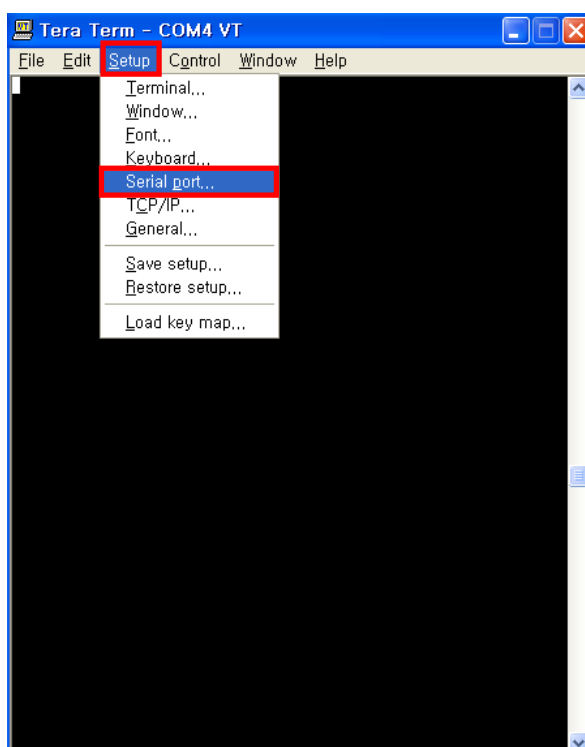 Tera Term - COM4 VT
File Edit Setup Control Window Help
Terminal...
Window...
Font...
Keyboard...
Serial port...
TCP/IP...
General...
Save setup...
Restore setup...
Load key map...